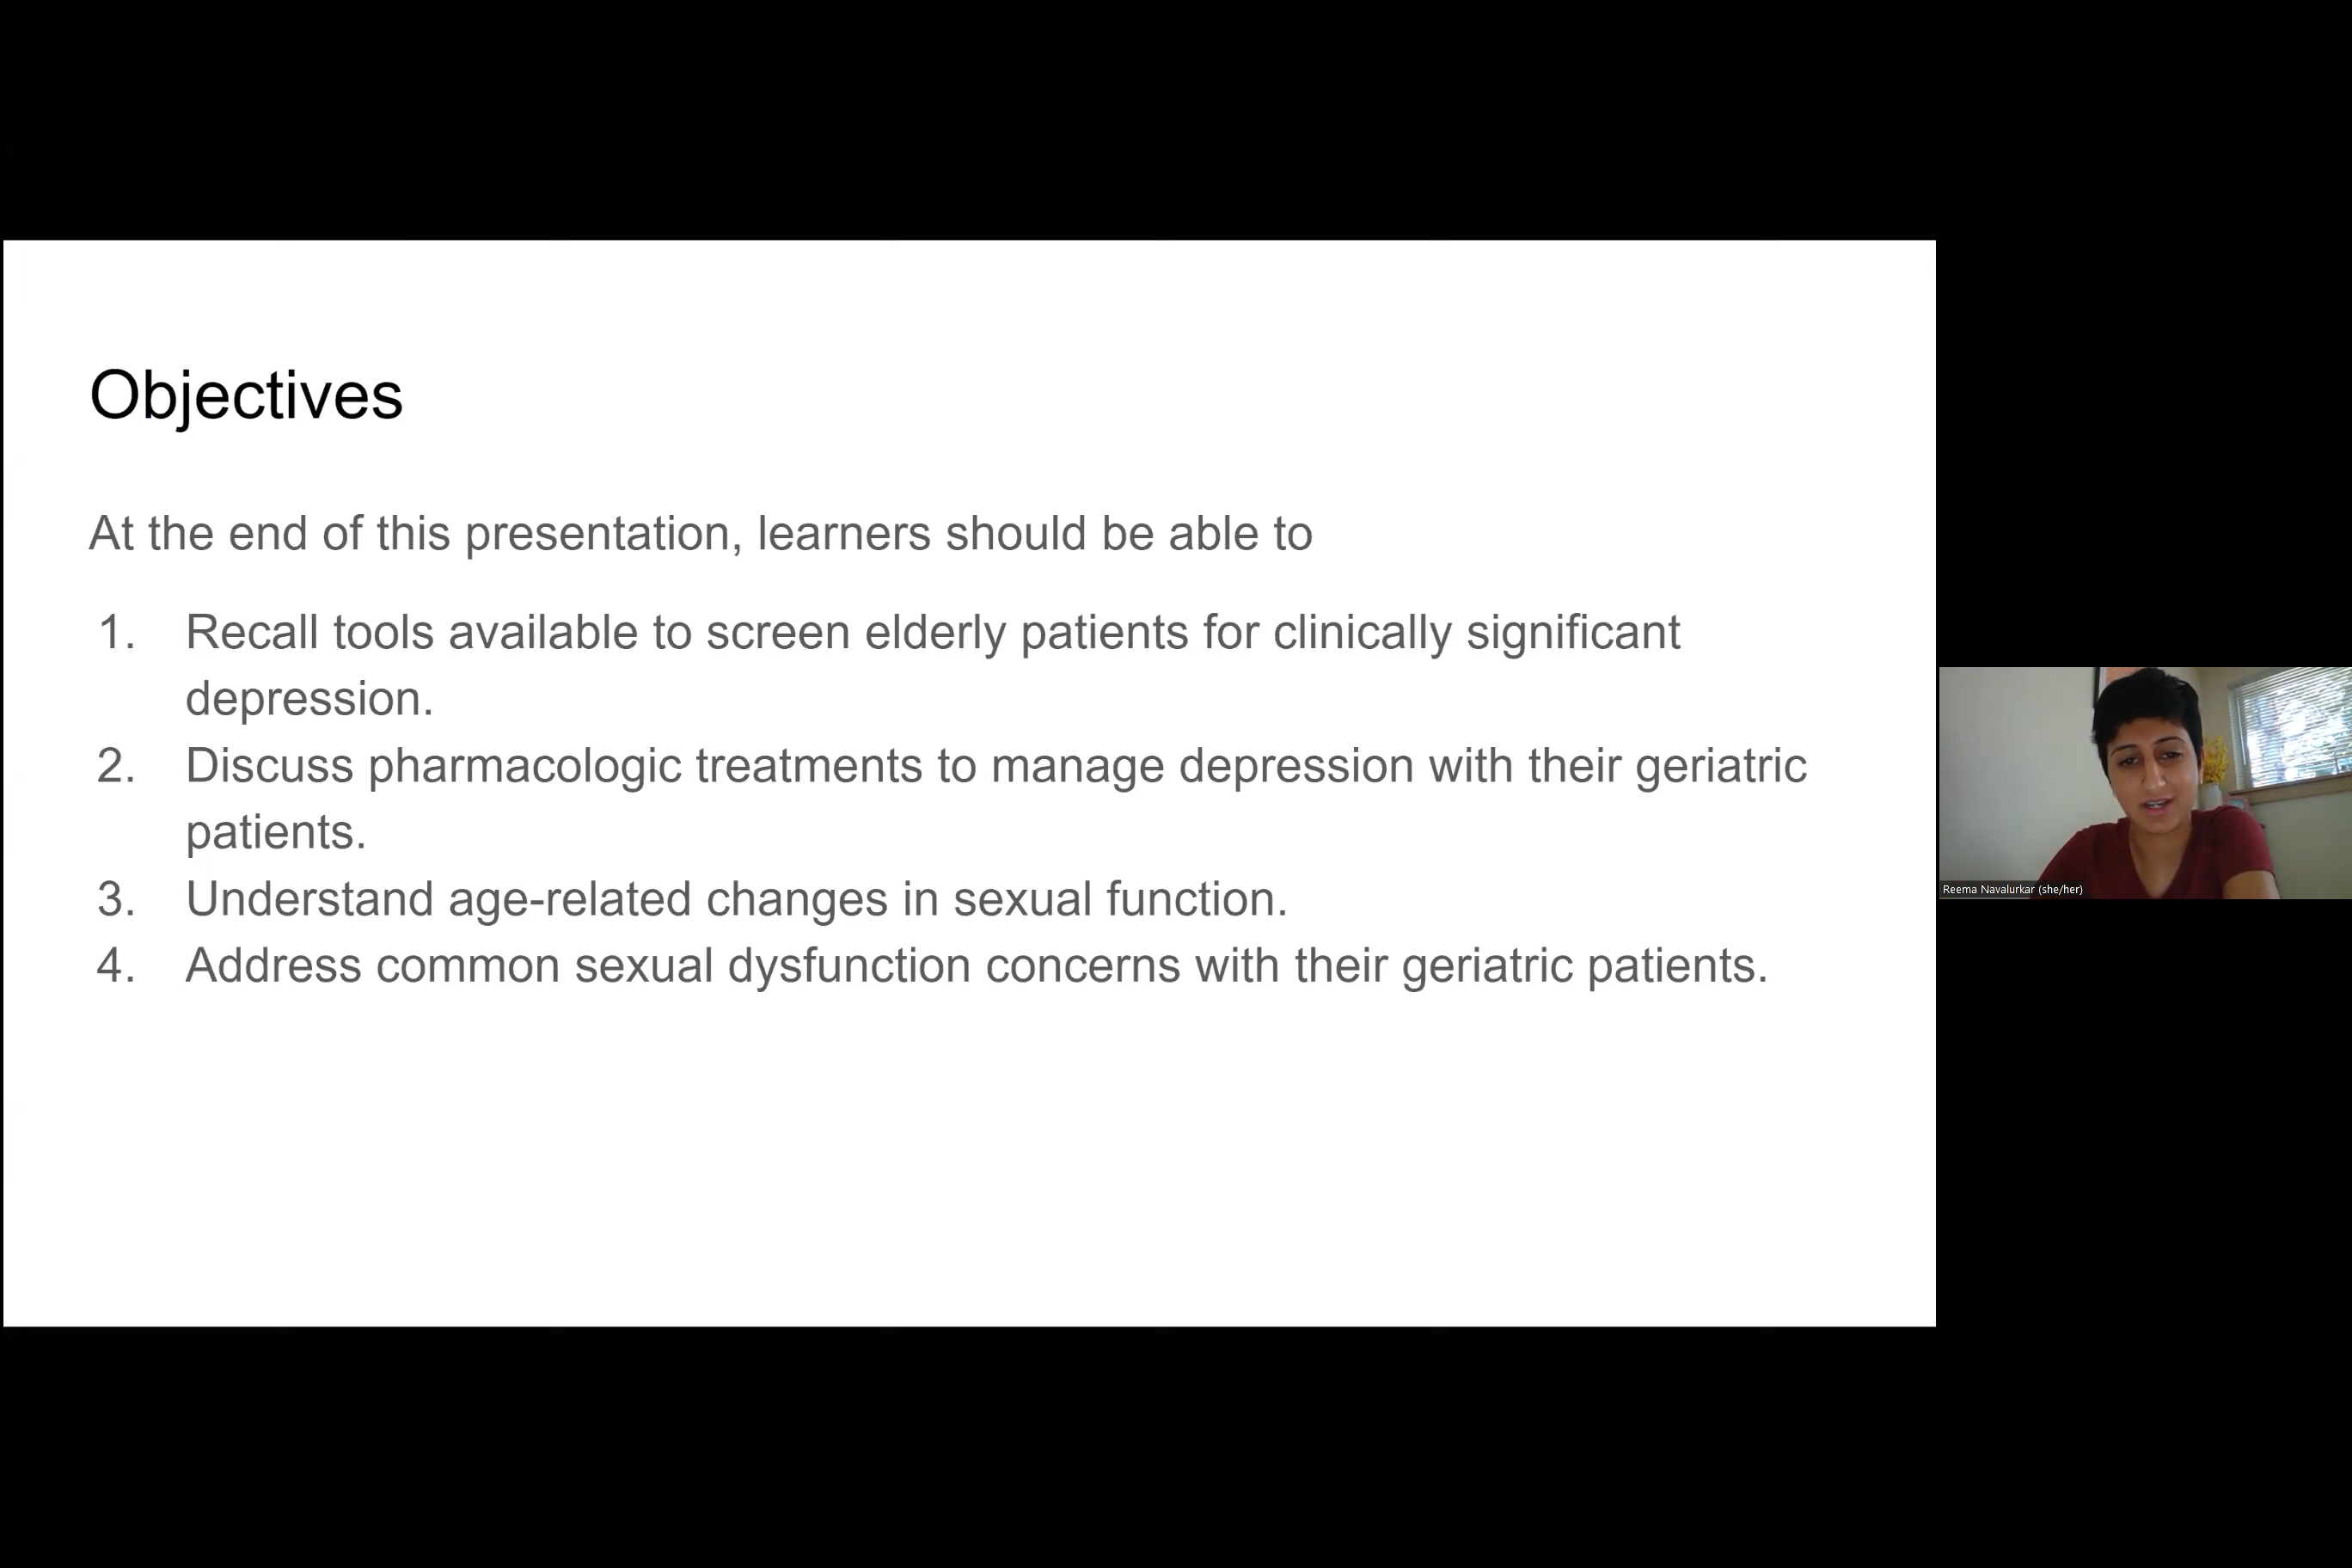 Objectives
At the end of this presentation, learners should be able to
1. Recall tools available to screen elderly patients for clinically significant
depression.
2. Discuss pharmacologic treatments to manage depression with their geriatric
patients.
3. Understand age-related changes in sexual function.
4. Address common sexual dysfunction concerns with their geriatric patients.
Reema Navalurkar (she/her)